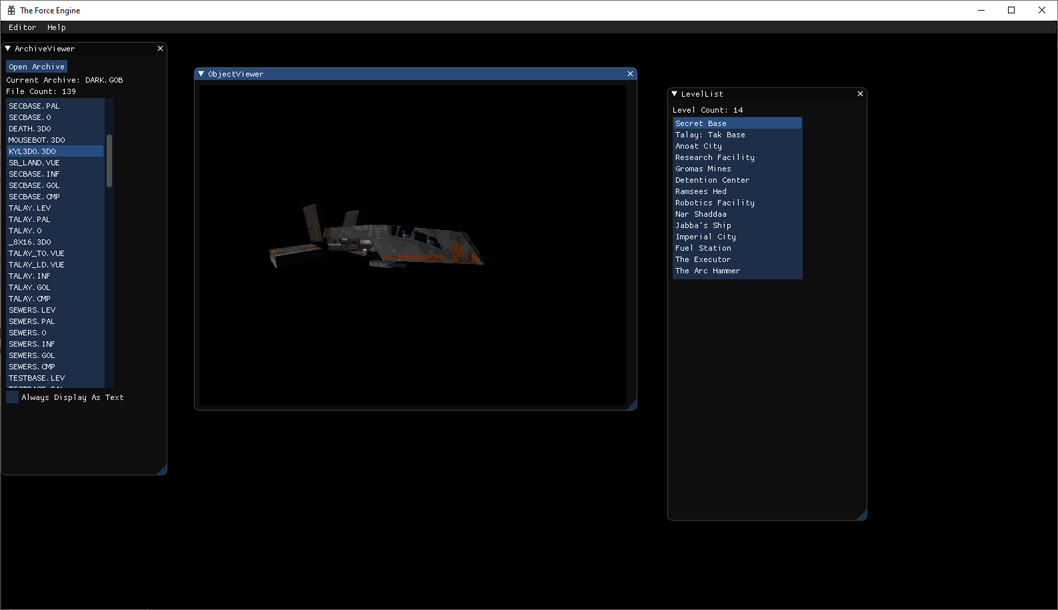 The Force Engine
Editor Help
ArchiveViewer
Open Archive
Current Archive: DARK.GOB
File Count: 139
SECBASE.PAL
SECBASE.O
DEATH.3DO
MOUSEBOT.3DO
KYL3DO.3DO
SB_LAND.VUE
SECBASE.INF
SECBASE.GOL
SECBASE.CMP
TALAY.LEV
TALAY.PAL
TALAY.O
_8X16.3DO
TALAY_TO.VUE
TALAY_LD.VUE
TALAY.INF
TALAY.GOL
TALAY.CMP
SEWERS.LEV
SEWERS.PAL
SEWERS.O
SEWERS.INF
SEWERS.GOL
SEWERS.CMP
TESTBASE.LEV
Always Display As Text
ObjectViewer
LevelList
Level Count: 14
Secret Base
Talay: Tak Base
Anoat City
Research Facility
Gromas Mines
Detention Center
Ramsees Hed
Robotics Facility
Nar Shaddaa
Jabba's Ship
Imperial City
Fuel Station
The Executor
The Arc Hammer